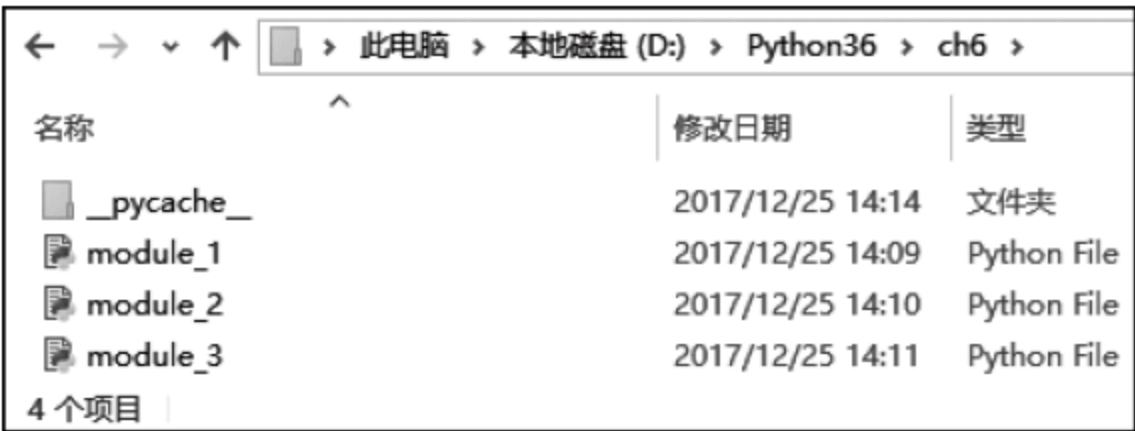 此电脑 > 本地磁盘 (D:) > Python36 > ch6 >
名称 修改日期 类型
__pycache__ 2017/12/25 14:14 文件夹
module_1 2017/12/25 14:09 Python File
module_2 2017/12/25 14:10 Python File
module_3 2017/12/25 14:11 Python File
4 个项目